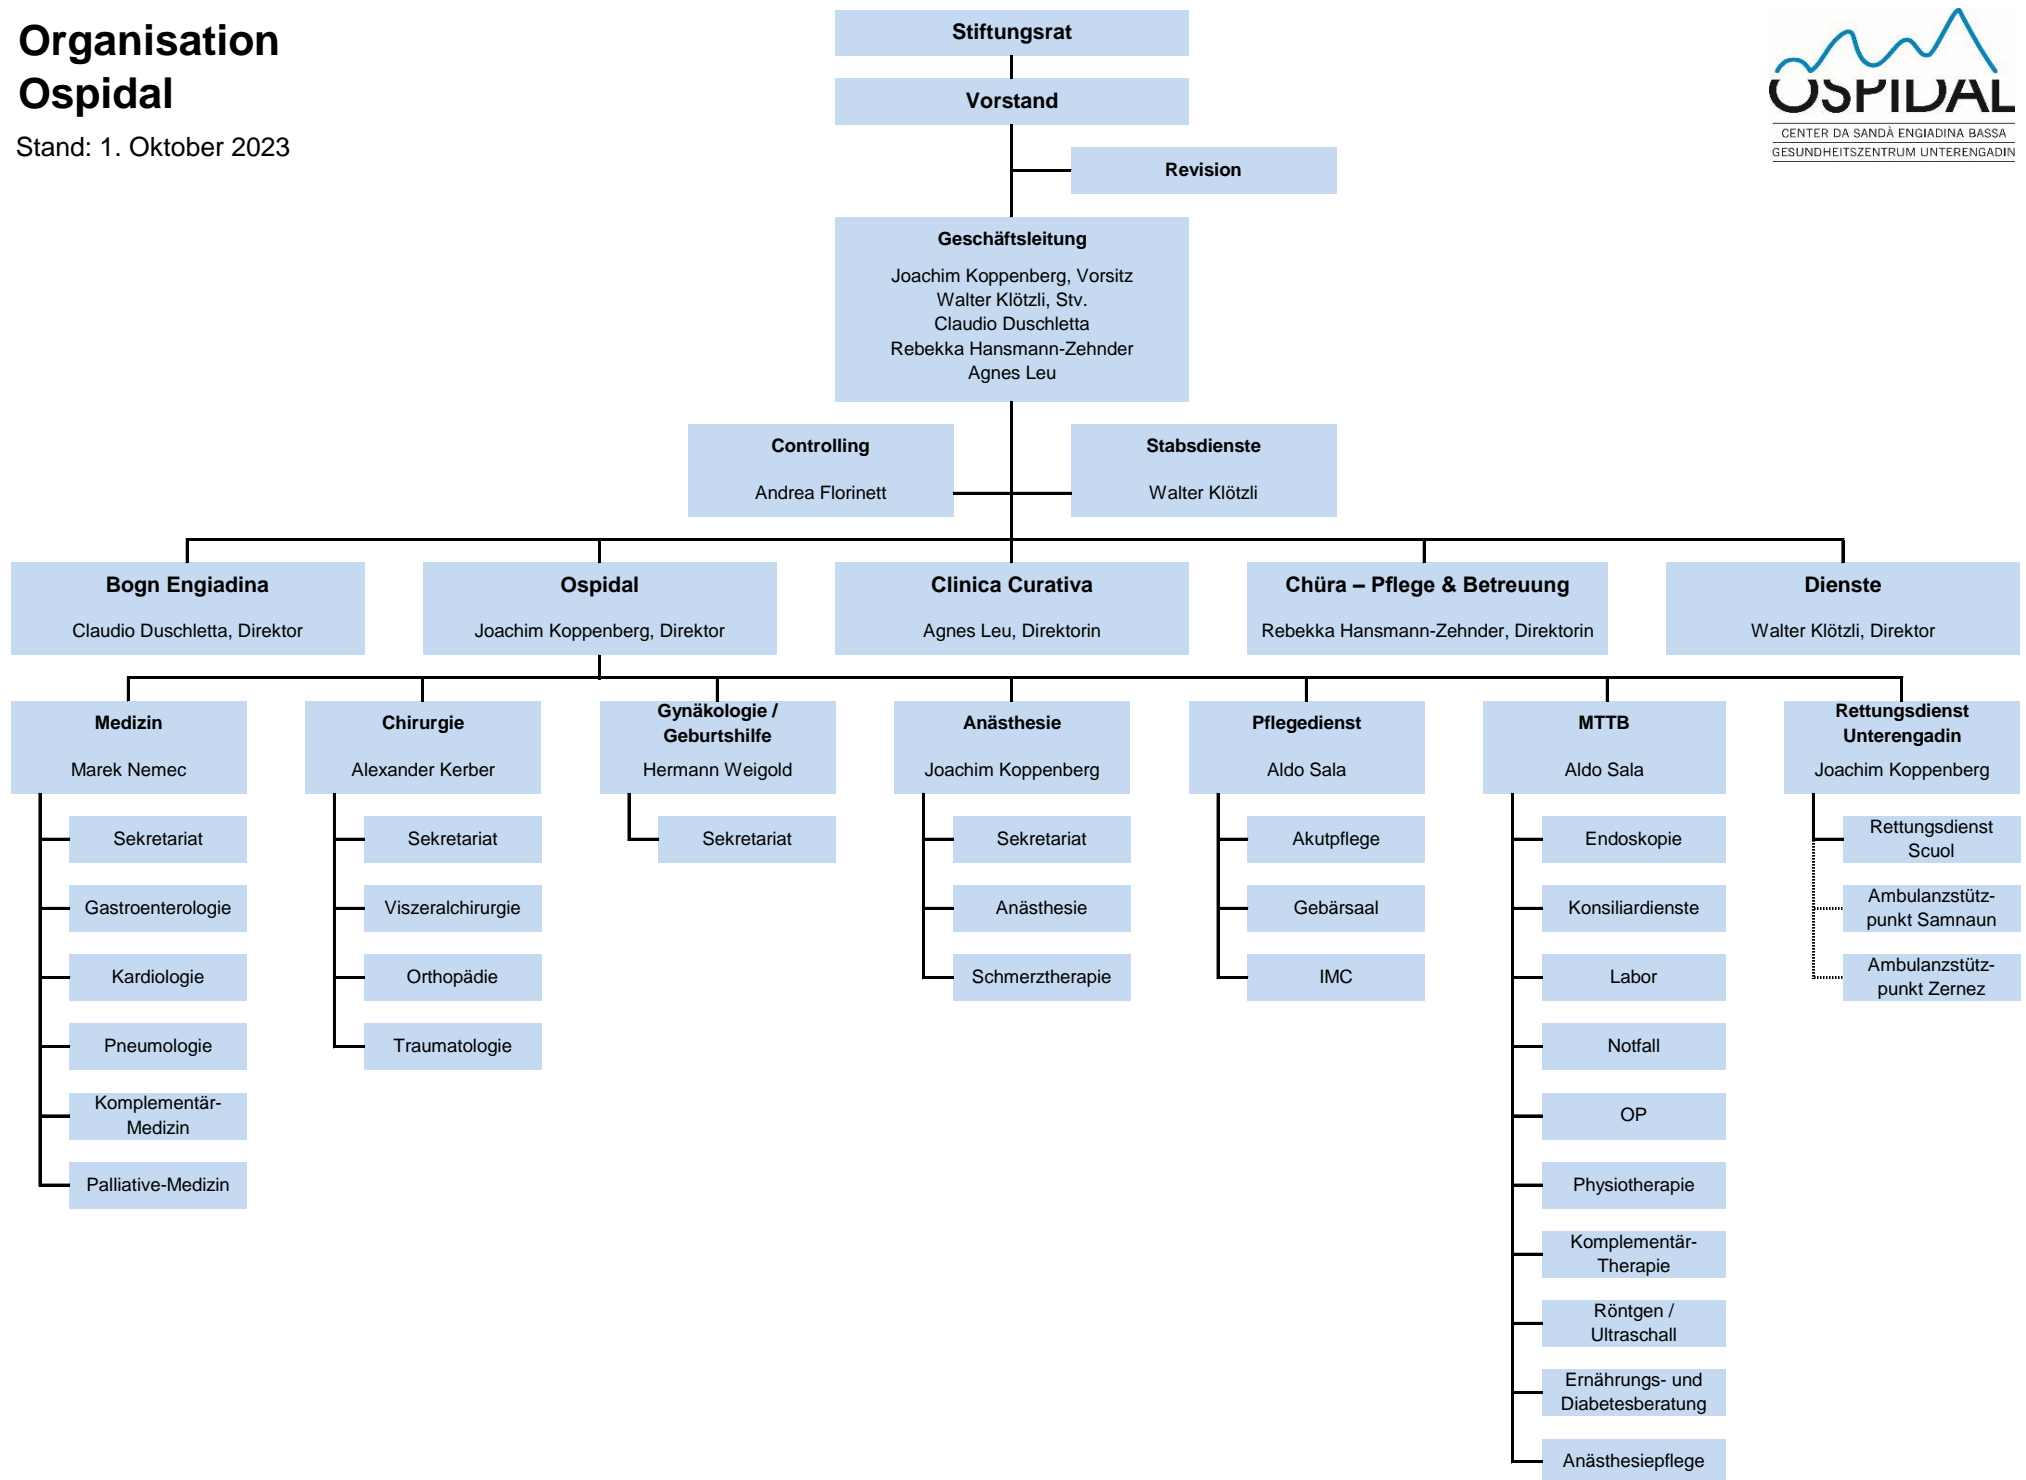 Organisation
Ospidal
Stand: 1. Oktober 2023
OSPIDAL
CENTER DA SANDÀ ENGIADINA BASSA
GESUNDHEITSZENTRUM UNTERENGADIN
Stiftungsrat
Vorstand
Revision
Geschäftsleitung
Joachim Koppenberg, Vorsitz
Walter Klötzli, Stv.
Claudio Duschletta
Rebekka Hansmann-Zehnder
Agnes Leu
Controlling
Andrea Florinett
Stabsdienste
Walter Klötzli
Bogn Engiadina
Claudio Duschletta, Direktor
Ospidal
Joachim Koppenberg, Direktor
Clinica Curativa
Agnes Leu, Direktorin
Chüra – Pflege & Betreuung
Rebekka Hansmann-Zehnder, Direktorin
Dienste
Walter Klötzli, Direktor
Medizin
Marek Nemec
Sekretariat
Gastroenterologie
Kardiologie
Pneumologie
Komplementär-
Medizin
Palliative-Medizin
Chirurgie
Alexander Kerber
Sekretariat
Viszeralchirurgie
Orthopädie
Traumatologie
Gynäkologie /
Geburtshilfe
Hermann Weigold
Sekretariat
Anästhesie
Joachim Koppenberg
Sekretariat
Anästhesie
Schmerztherapie
Pflegedienst
Aldo Sala
Akutpflege
Gebärsaal
IMC
MTTB
Aldo Sala
Endoskopie
Konsiliardienste
Labor
Notfall
OP
Physiotherapie
Komplementär-
Therapie
Röntgen /
Ultraschall
Ernährungs- und
Diabetesberatung
Anästhesiepflege
Rettungsdienst
Unterengadin
Joachim Koppenberg
Rettungsdienst
Scuol
Ambulanzstütz-
punkt Samnaun
Ambulanzstütz-
punkt Zernez